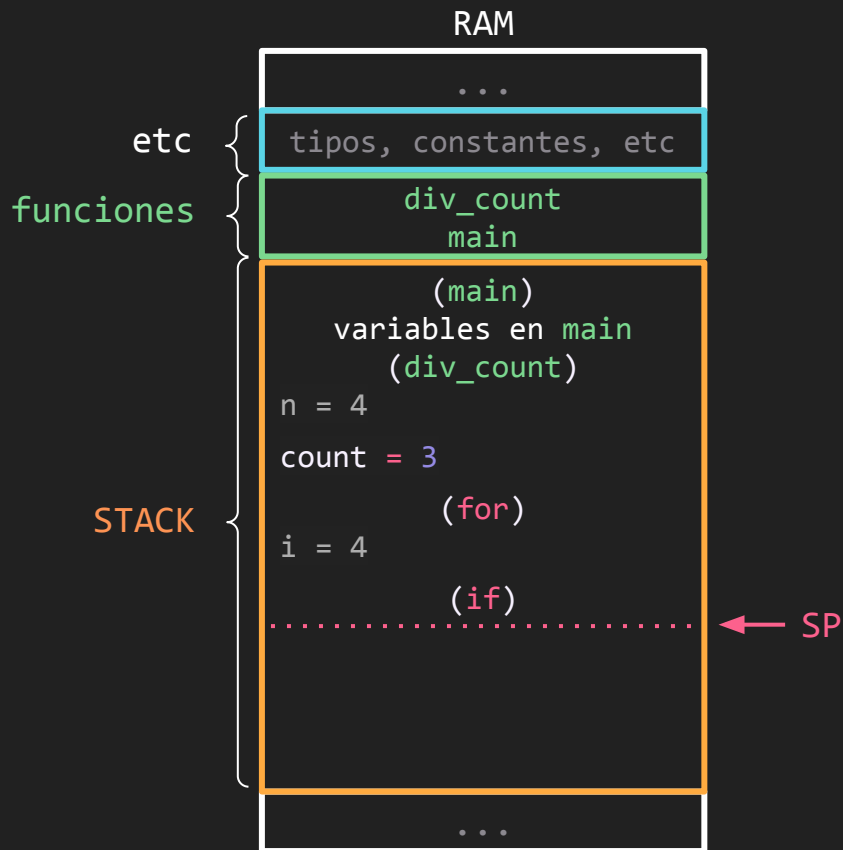 RAM
...
etc
tipos, constantes, etc
funciones
div_count
main
(main)
variables en main
(div_count)
n = 4
count = 3
(for)
STACK
i = 4
(if)
SP
...